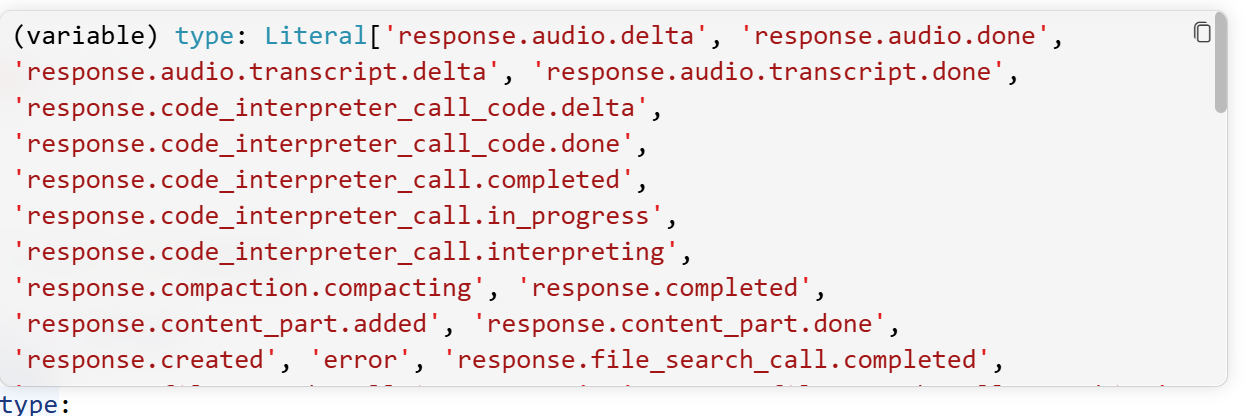 (variable) type: Literal['response.audio.delta', 'response.audio.done',
'response.audio.transcript.delta', 'response.audio.transcript.done',
'response.code_interpreter_call_code.delta',
'response.code_interpreter_call_code.done',
'response.code_interpreter_call.completed',
'response.code_interpreter_call.in_progress',
'response.code_interpreter_call.interpreting',
'response.compaction.compacting', 'response.completed',
'response.content_part.added', 'response.content_part.done',
'response.created', 'error', 'response.file_search_call.completed',
type: